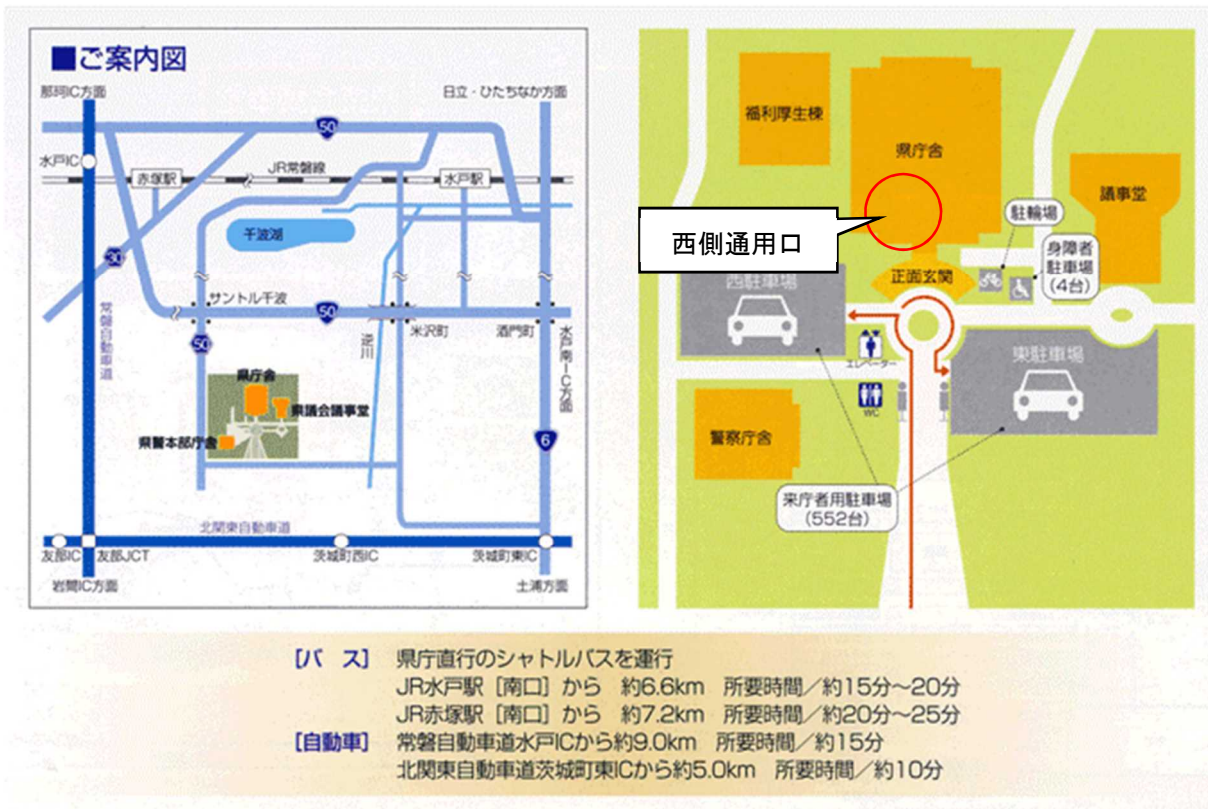 ■ご案内図
那珂IC方面
日立・ひたちなか方面
50
水戸IC
赤塚駅
JR常磐線
水戸駅
千波湖
30
サントル千波
50
米沢町
酒門町
常磐自動車道
50
逆川
水戸南IC方面
県庁舎
県議会議事堂
県警本部庁舎
6
北関東自動車道
友部IC
友部JCT
茨城町西IC
茨城町東IC
岩間IC方面
土浦方面
福利厚生棟
県庁舎
議事堂
駐輪場
西側通用口
身障者
駐車場
(4台)
正面玄関
西駐車場
エレベーター
東駐車場
WC
警察庁舎
来庁者用駐車場
(552台)
[バ ス] 県庁直行のシャトルバスを運行
JR水戸駅[南口]から 約6.6km 所要時間/約15分~20分
JR赤塚駅[南口]から 約7.2km 所要時間/約20分~25分
[自動車] 常磐自動車道水戸ICから約9.0km 所要時間/約15分
北関東自動車道茨城町東ICから約5.0km 所要時間/約10分